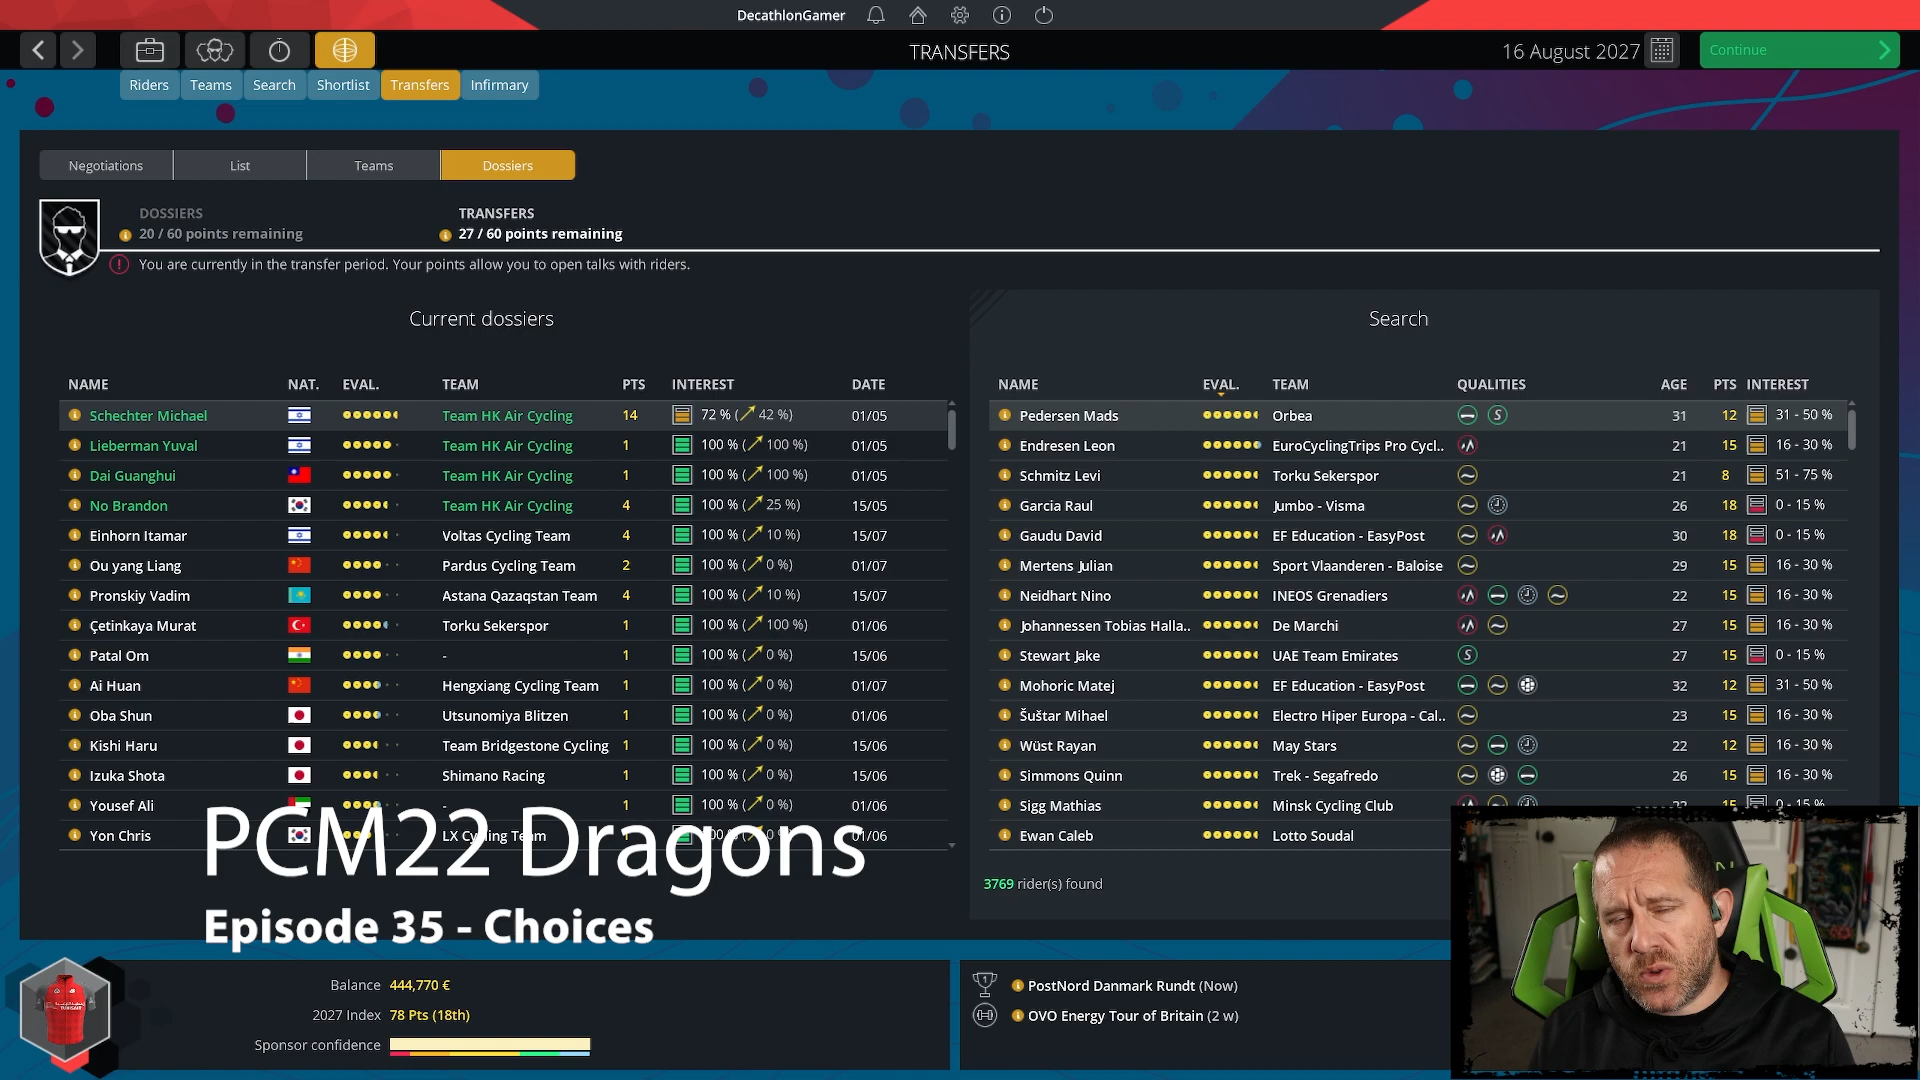 DecathlonGamer
TRANSFERS
16 August 2027
Continue
Riders Teams Search Shortlist Transfers Infirmary
Negotiations List Teams Dossiers
DOSSIERS
20 / 60 points remaining
TRANSFERS
27 / 60 points remaining
You are currently in the transfer period. Your points allow you to open talks with riders.
Current dossiers
NAME NAT. EVAL. TEAM PTS INTEREST DATE
Schechter Michael Team HK Air Cycling 14 72 % ( 42 %) 01/05
Lieberman Yuval Team HK Air Cycling 1 100 % ( 100 %) 01/05
Dai Guanghui Team HK Air Cycling 1 100 % ( 100 %) 01/05
No Brandon Team HK Air Cycling 4 100 % ( 25 %) 15/05
Einhorn Itamar Voltas Cycling Team 4 100 % ( 10 %) 15/07
Ou yang Liang Pardus Cycling Team 2 100 % ( 0 %) 01/07
Pronskiy Vadim Astana Qazaqstan Team 4 100 % ( 10 %) 15/07
Çetinkaya Murat Torku Sekerspor 1 100 % ( 100 %) 01/06
Patal Om - 1 100 % ( 0 %) 15/06
Ai Huan Hengxiang Cycling Team 1 100 % ( 0 %) 01/07
Oba Shun Utsunomiya Blitzen 1 100 % ( 0 %) 01/06
Kishi Haru Team Bridgestone Cycling 1 100 % ( 0 %) 15/06
Izuka Shota Shimano Racing 1 100 % ( 0 %) 15/06
Yousef Ali - 1 100 % ( 0 %) 01/06
Yon Chris LX Cycling Team 01/06
Search
NAME EVAL. TEAM QUALITIES AGE PTS INTEREST
Pedersen Mads Orbea S 31 12 31 - 50 %
Endresen Leon EuroCyclingTrips Pro Cycl.. 21 15 16 - 30 %
Schmitz Levi Torku Sekerspor 21 8 51 - 75 %
Garcia Raul Jumbo - Visma 26 18 0 - 15 %
Gaudu David EF Education - EasyPost 30 18 0 - 15 %
Mertens Julian Sport Vlaanderen - Baloise 29 15 16 - 30 %
Neidhart Nino INEOS Grenadiers 22 15 16 - 30 %
Johannessen Tobias Halla.. De Marchi 27 15 16 - 30 %
Stewart Jake UAE Team Emirates S 27 15 0 - 15 %
Mohoric Matej EF Education - EasyPost 32 12 31 - 50 %
Šuštar Mihael Electro Hiper Europa - Cal.. 23 15 16 - 30 %
Wüst Rayan May Stars 22 12 16 - 30 %
Simmons Quinn Trek - Segafredo 26 15 16 - 30 %
Sigg Mathias Minsk Cycling Club 15 0 - 15 %
Ewan Caleb Lotto Soudal
3769 rider(s) found
PCM22 Dragons
Episode 35 - Choices
Balance 444,770 €
2027 Index 78 Pts (18th)
Sponsor confidence
PostNord Danmark Rundt (Now)
OVO Energy Tour of Britain (2 w)